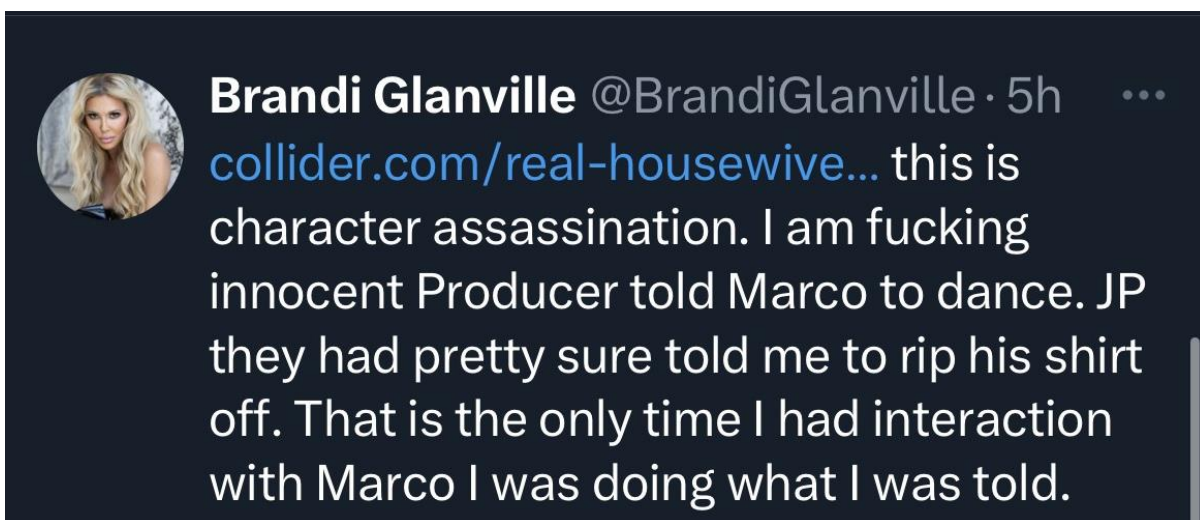 Brandi Glanville @BrandiGlanville · 5h ...
collider.com/real-housewive... this is
character assassination. I am fucking
innocent Producer told Marco to dance. JP
they had pretty sure told me to rip his shirt
off. That is the only time I had interaction
with Marco I was doing what I was told.